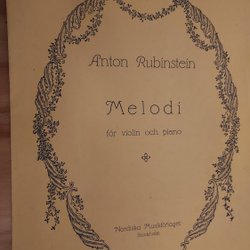 Anton Rubinstein
Melodi
för violin och piano
Nordiska Musikförlaget
Stockholm